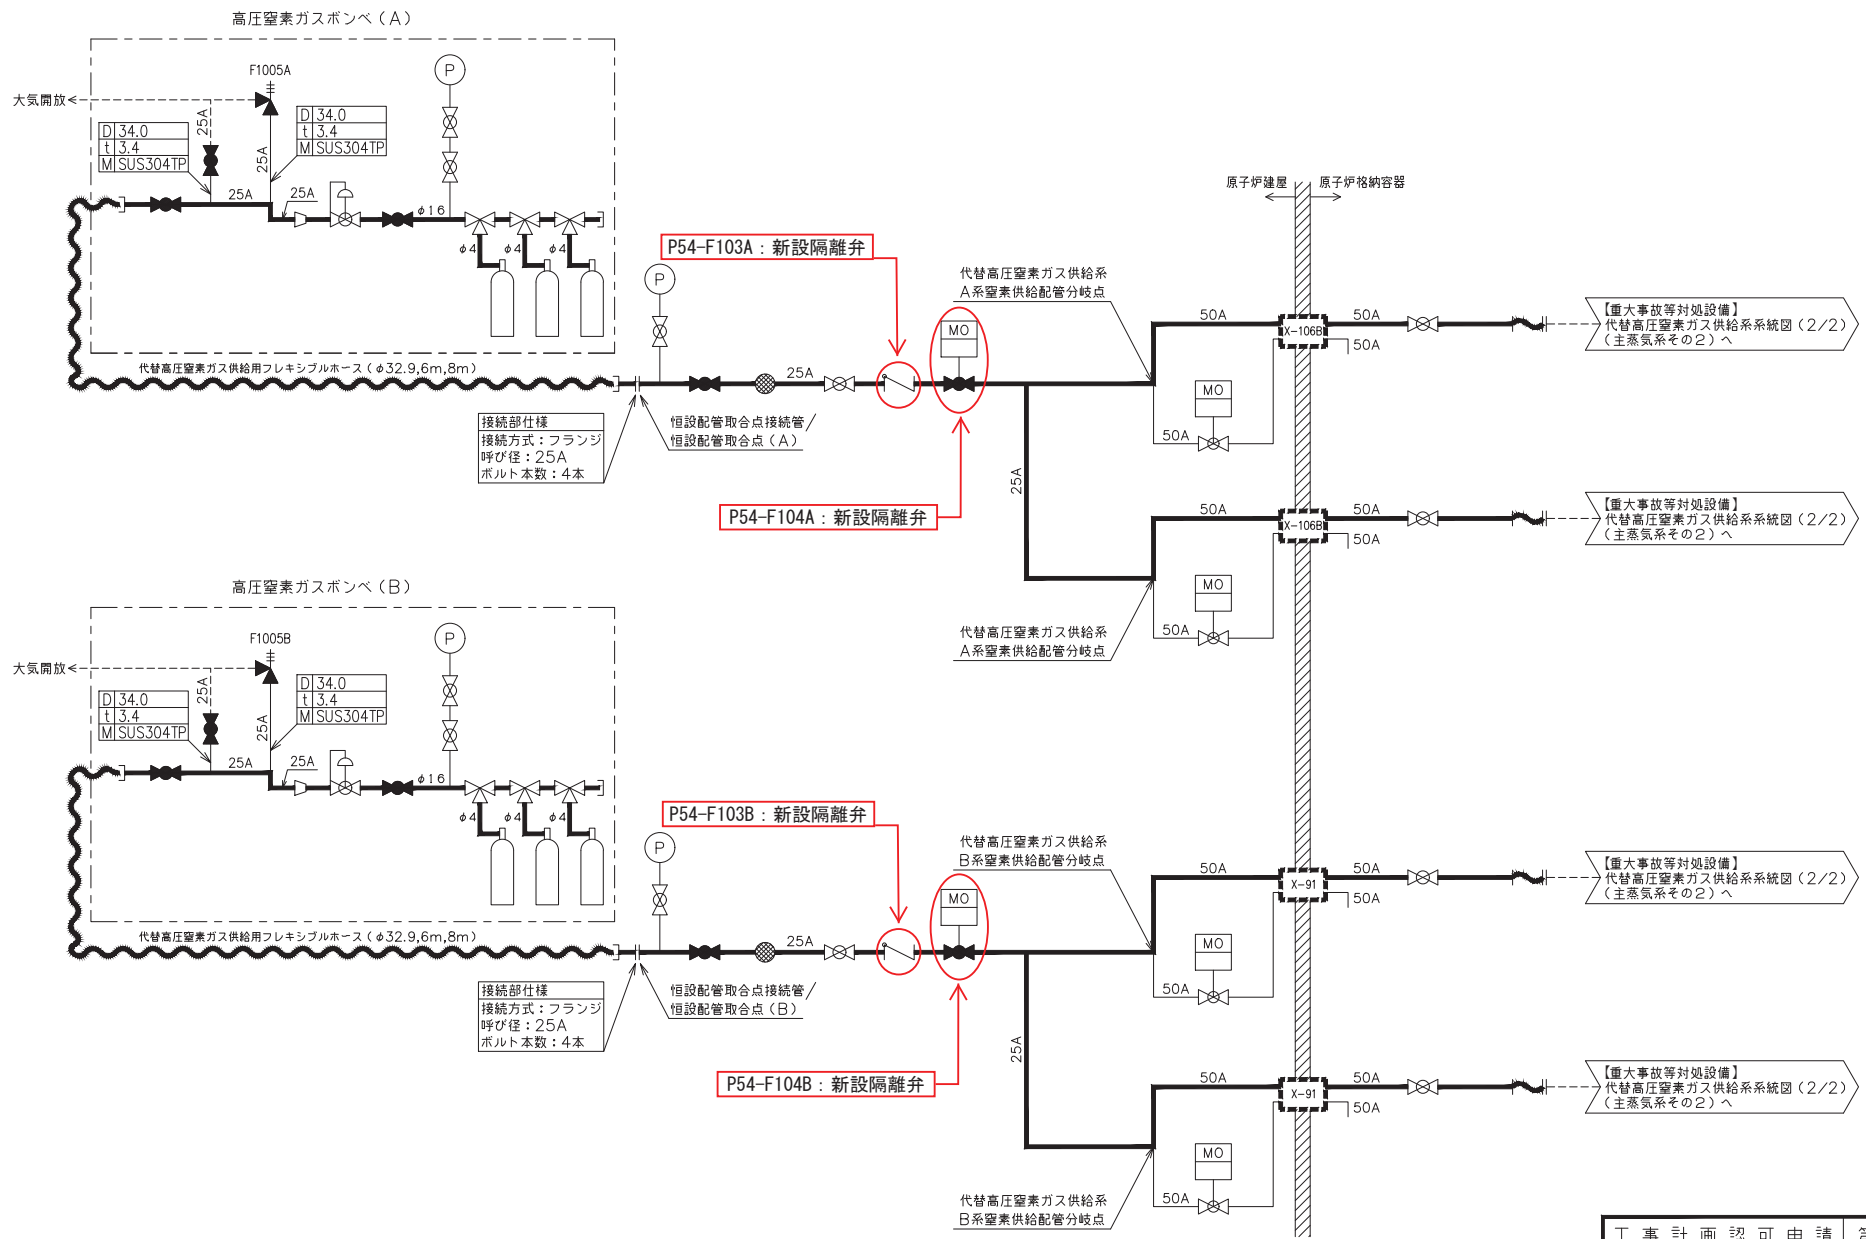 高圧窒素ガスボンベ（A）
F1005A
P
大気開放
25A
D 34.0
t 3.4
M SUS304TP
D 34.0
t 3.4
M SUS304TP
25A
25A
25A
φ16
φ4
φ4
φ4
代替高圧窒素ガス供給用フレキシブルホース（φ32.9,6m,8m）
P
P54-F103A：新設隔離弁
MO
25A
接続部仕様
接続方式：フランジ
呼び径：25A
ボルト本数：4本
恒設配管取合点接続管／
恒設配管取合点（A）
P54-F104A：新設隔離弁
代替高圧窒素ガス供給系
A系窒素供給配管分岐点
25A
代替高圧窒素ガス供給系
A系窒素供給配管分岐点
原子炉建屋
原子炉格納容器
50A
X-106B
50A
50A
MO
50A
【重大事故等対処設備】
代替高圧窒素ガス供給系系統図（2/2）
（主蒸気系その2）へ
50A
X-106B
50A
50A
MO
50A
【重大事故等対処設備】
代替高圧窒素ガス供給系系統図（2/2）
（主蒸気系その2）へ
高圧窒素ガスボンベ（B）
F1005B
P
大気開放
25A
D 34.0
t 3.4
M SUS304TP
D 34.0
t 3.4
M SUS304TP
25A
25A
25A
φ16
φ4
φ4
φ4
代替高圧窒素ガス供給用フレキシブルホース（φ32.9,6m,8m）
P
P54-F103B：新設隔離弁
MO
25A
接続部仕様
接続方式：フランジ
呼び径：25A
ボルト本数：4本
恒設配管取合点接続管／
恒設配管取合点（B）
P54-F104B：新設隔離弁
代替高圧窒素ガス供給系
B系窒素供給配管分岐点
25A
代替高圧窒素ガス供給系
B系窒素供給配管分岐点
50A
X-91
50A
50A
MO
50A
【重大事故等対処設備】
代替高圧窒素ガス供給系系統図（2/2）
（主蒸気系その2）へ
50A
X-91
50A
50A
MO
50A
【重大事故等対処設備】
代替高圧窒素ガス供給系系統図（2/2）
（主蒸気系その2）へ
工事計画認可申請